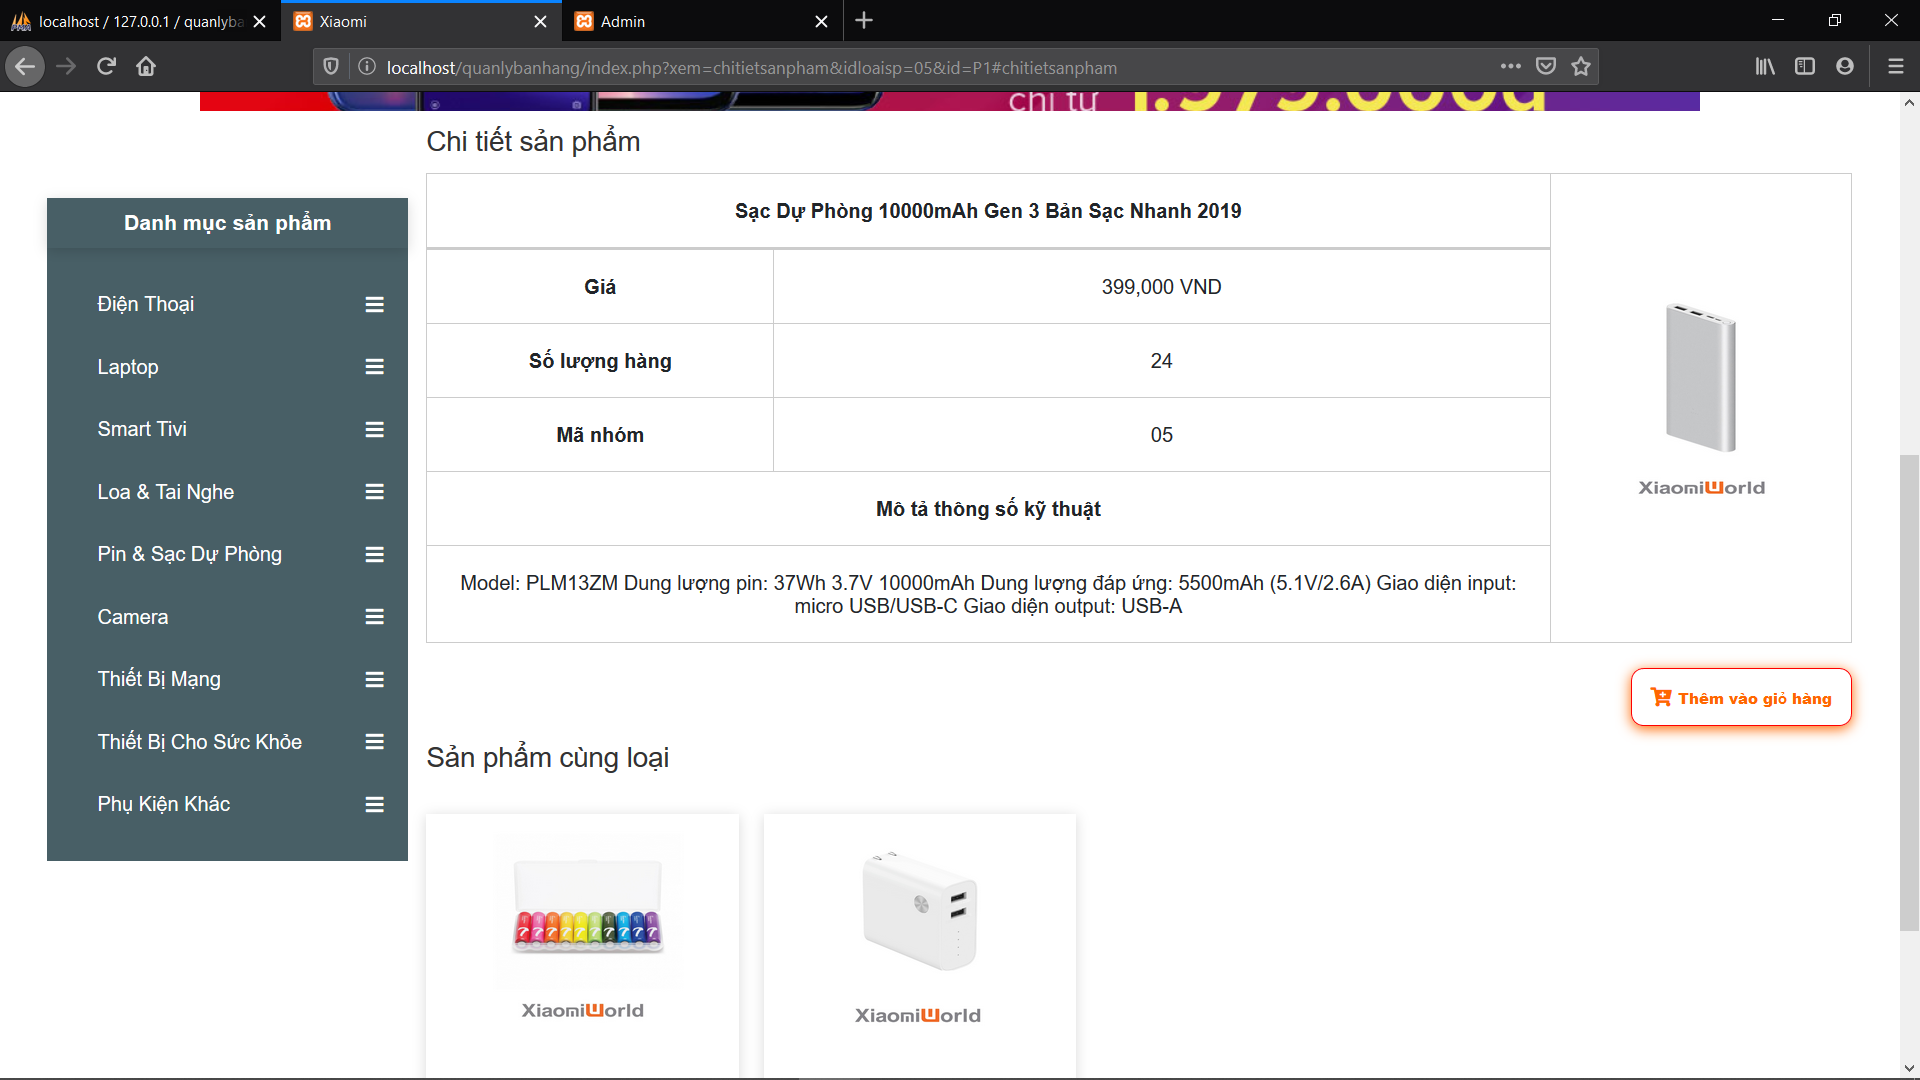 localhost / 127.0.0.1 / quanlyba
Xiaomi
Admin
localhost/quanlybanhang/index.php?xem=chitietsanpham&idloaisp=05&id=P1#chitietsanpham
chỉ từ 1.575.000đ
Chi tiết sản phẩm
Danh mục sản phẩm
Điện Thoại
Laptop
Smart Tivi
Loa & Tai Nghe
Pin & Sạc Dự Phòng
Camera
Thiết Bị Mạng
Thiết Bị Cho Sức Khỏe
Phụ Kiện Khác
Sạc Dự Phòng 10000mAh Gen 3 Bản Sạc Nhanh 2019
Giá 399,000 VND
Số lượng hàng 24
Mã nhóm 05
Mô tả thông số kỹ thuật
Model: PLM13ZM Dung lượng pin: 37Wh 3.7V 10000mAh Dung lượng đáp ứng: 5500mAh (5.1V/2.6A) Giao diện input:
micro USB/USB-C Giao diện output: USB-A
XiaomiWorld
Thêm vào giỏ hàng
Sản phẩm cùng loại
XiaomiWorld
XiaomiWorld